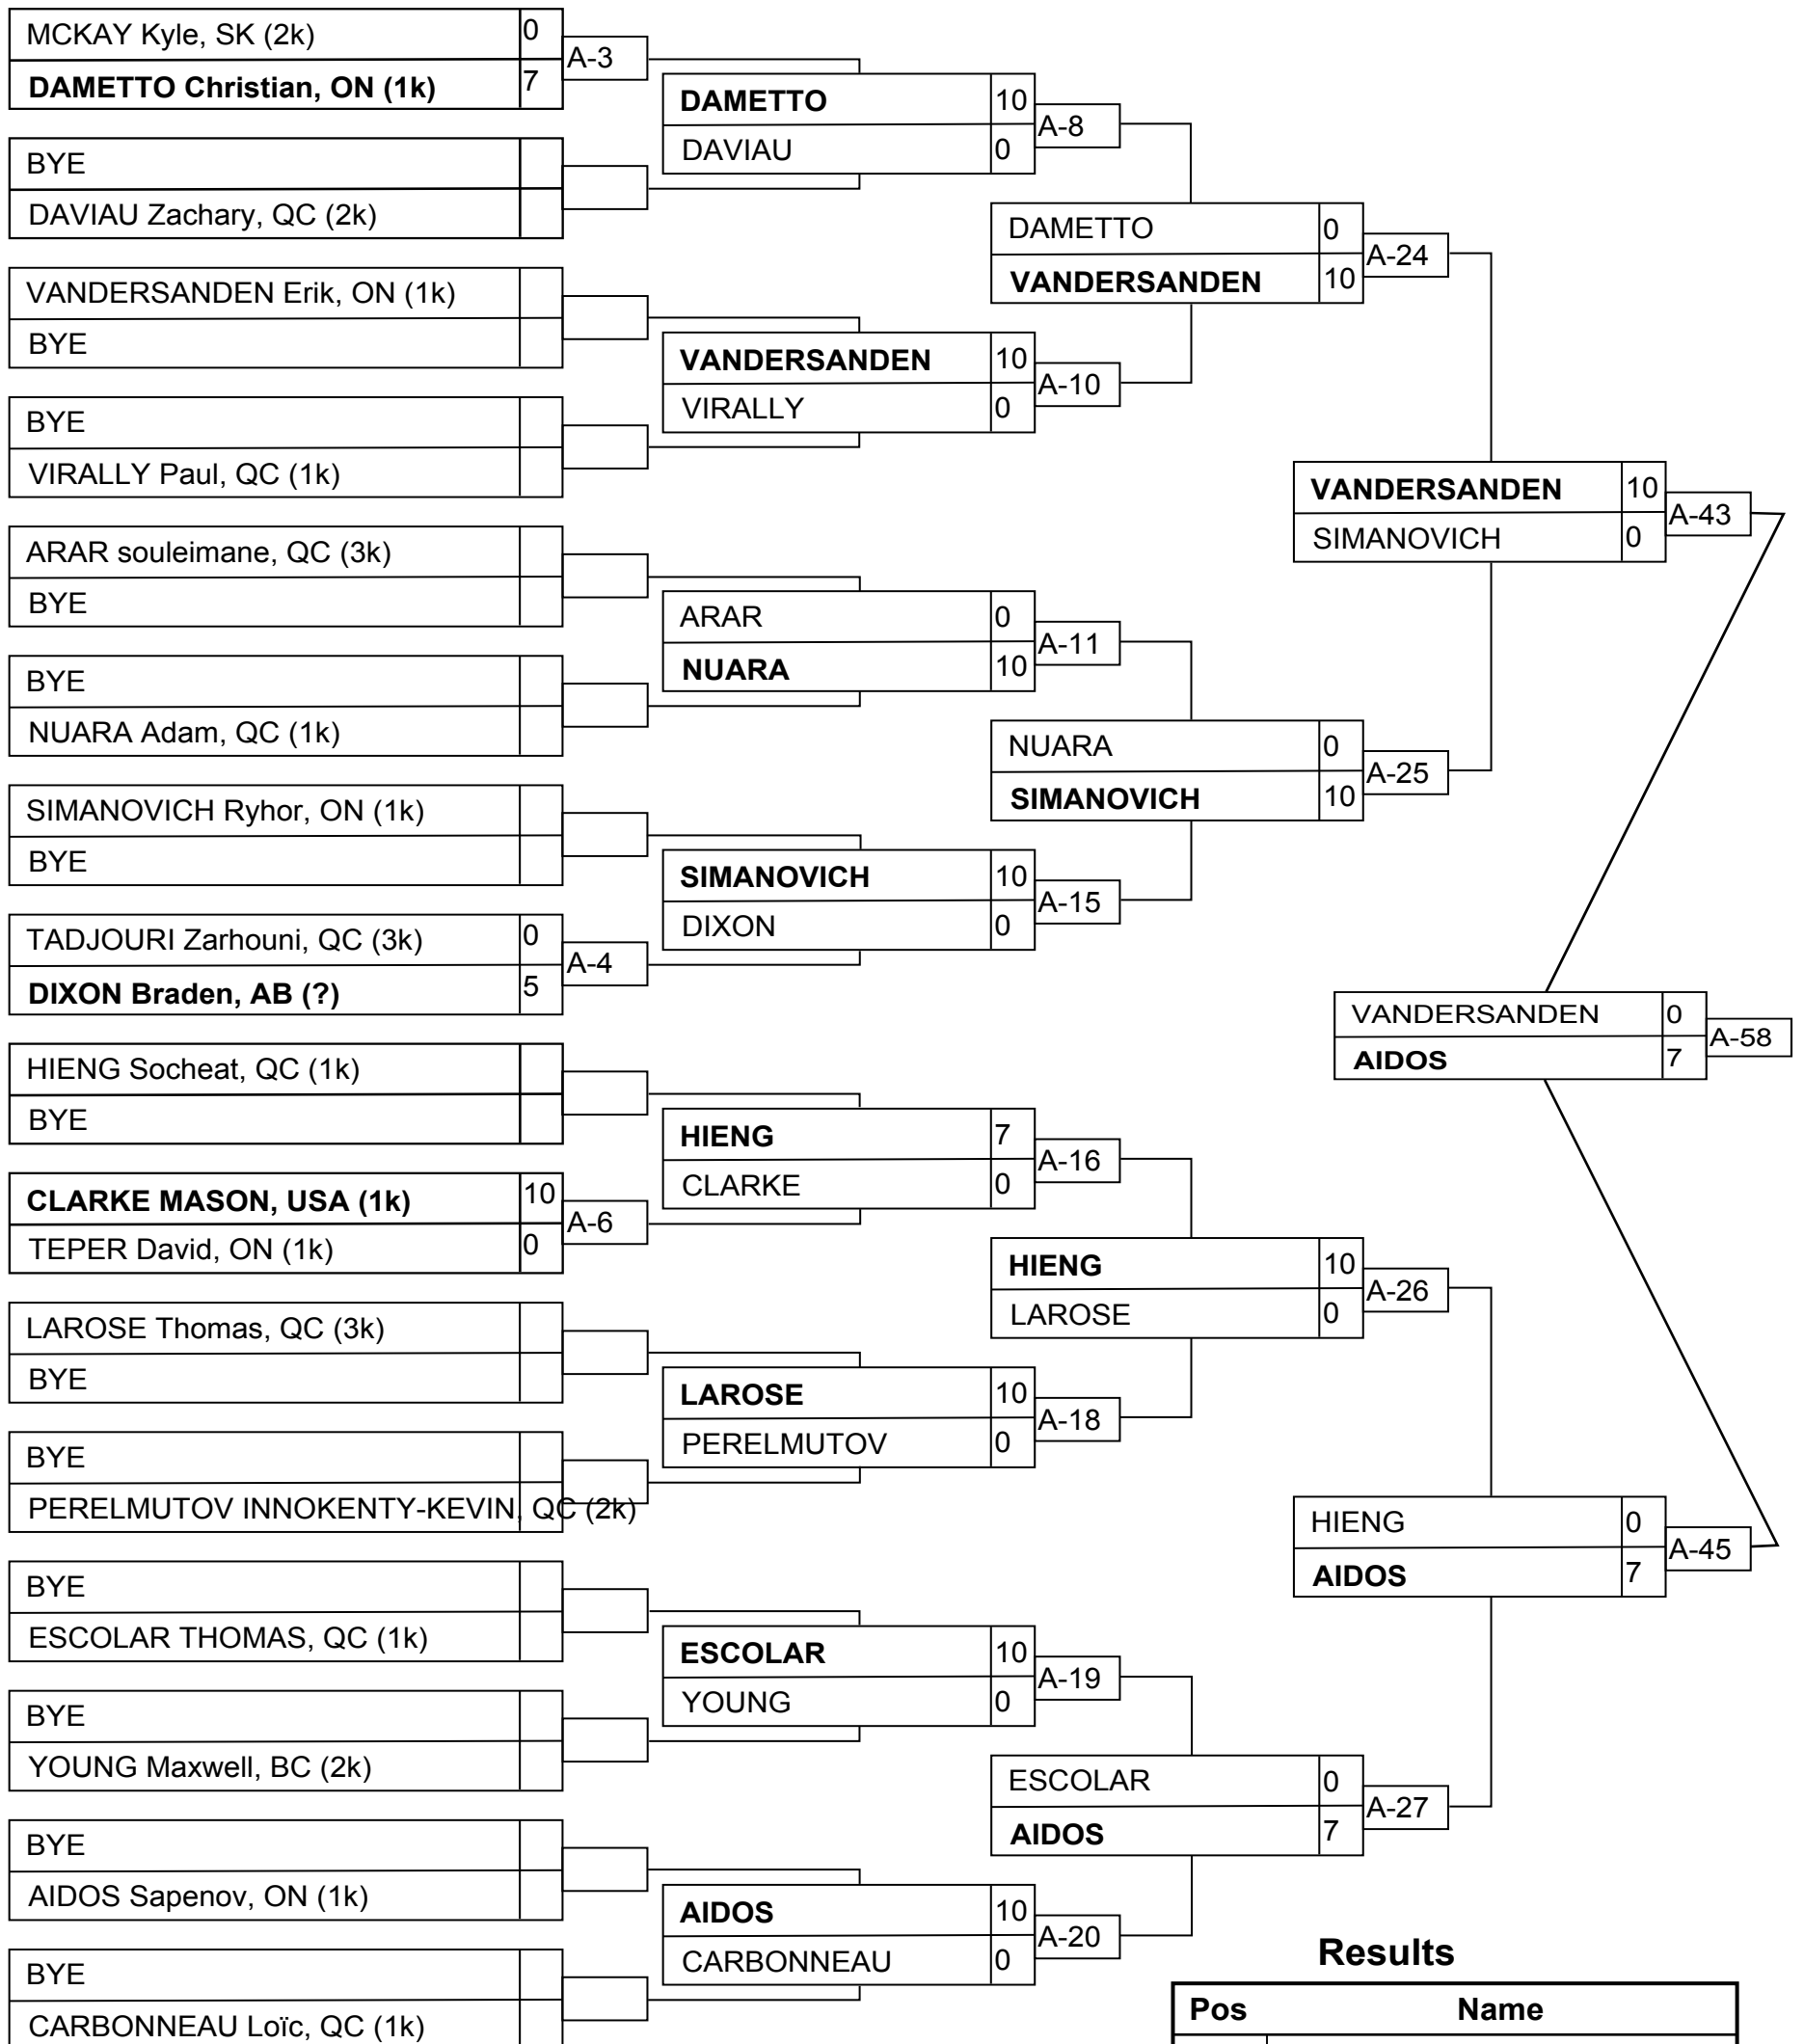 MCKAY Kyle, SK (2k) 0
A-3
DAMETTO Christian, ON (1k) 7
BYE
DAVIAU Zachary, QC (2k)
VANDERSANDEN Erik, ON (1k)
BYE
BYE
VIRALLY Paul, QC (1k)
ARAR souleimane, QC (3k)
BYE
BYE
NUARA Adam, QC (1k)
SIMANOVICH Ryhor, ON (1k)
BYE
TADJOURI Zarhouni, QC (3k) 0
A-4
DIXON Braden, AB (?) 5
HIENG Socheat, QC (1k)
BYE
CLARKE MASON, USA (1k) 10
A-6
TEPER David, ON (1k) 0
LAROSE Thomas, QC (3k)
BYE
BYE
PERELMUTOV INNOKENTY-KEVIN, QC (2k)
BYE
ESCOLAR THOMAS, QC (1k)
BYE
YOUNG Maxwell, BC (2k)
BYE
AIDOS Sapenov, ON (1k)
BYE
CARBONNEAU Loïc, QC (1k)
DAMETTO 10
A-8
DAVIAU 0
VANDERSANDEN 10
A-10
VIRALLY 0
ARAR 0
A-11
NUARA 10
SIMANOVICH 10
A-15
DIXON 0
HIENG 7
A-16
CLARKE 0
LAROSE 10
A-18
PERELMUTOV 0
ESCOLAR 10
A-19
YOUNG 0
AIDOS 10
A-20
CARBONNEAU 0
DAMETTO 0
A-24
VANDERSANDEN 10
NUARA 0
A-25
SIMANOVICH 10
HIENG 10
A-26
LAROSE 0
ESCOLAR 0
A-27
AIDOS 7
VANDERSANDEN 10
A-43
SIMANOVICH 0
HIENG 0
A-45
AIDOS 7
VANDERSANDEN 0
A-58
AIDOS 7
Results
Pos Name